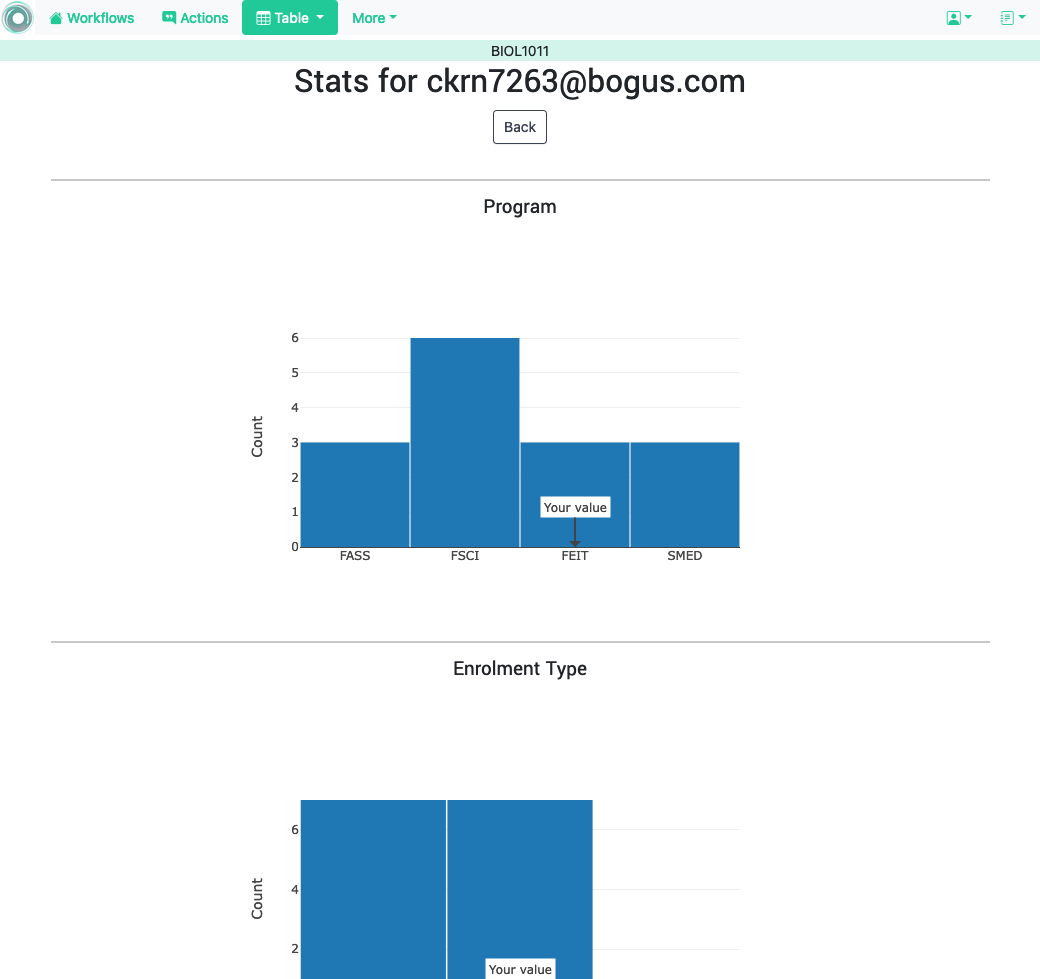 Workflows Actions Table More
BIOL1011
Stats for ckrn7263@bogus.com
Back
Program
6
5
4
Count
3
2
Your value
1
0
FASS FSCI FEIT SMED
Enrolment Type
6
Count
4
2
Your value